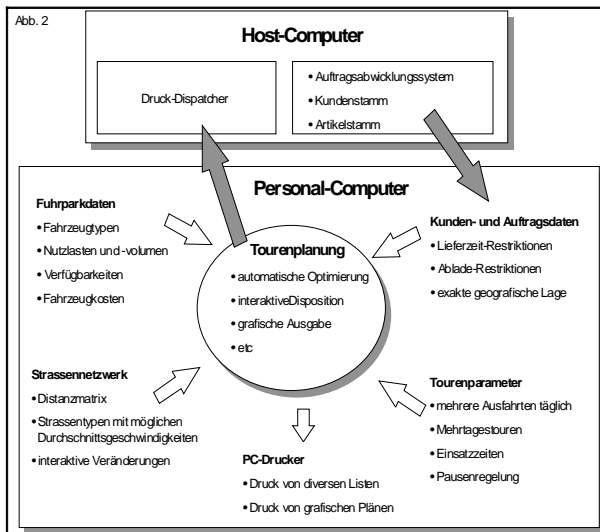 Abb. 2
Host-Computer
Druck-Dispatcher
• Auftragsabwicklungssystem
• Kundenstamm
• Artikelstamm
Personal-Computer
Fuhrparkdaten
• Fahrzeugtypen
• Nutzlasten und -volumen
• Verfügbarkeiten
• Fahrzeugkosten
Tourenplanung
• automatische Optimierung
• interaktiveDisposition
• grafische Ausgabe
• etc
Kunden- und Auftragsdaten
• Lieferzeit-Restriktionen
• Ablade-Restriktionen
• exakte geografische Lage
Strassennetzwerk
• Distanzmatrix
• Strassentypen mit möglichen
Durchschnittsgeschwindigkeiten
• interaktive Veränderungen
PC-Drucker
• Druck von diversen Listen
• Druck von grafischen Plänen
Tourenparameter
• mehrere Ausfahrten täglich
• Mehrtagestouren
• Einsatzzeiten
• Pausenregelung